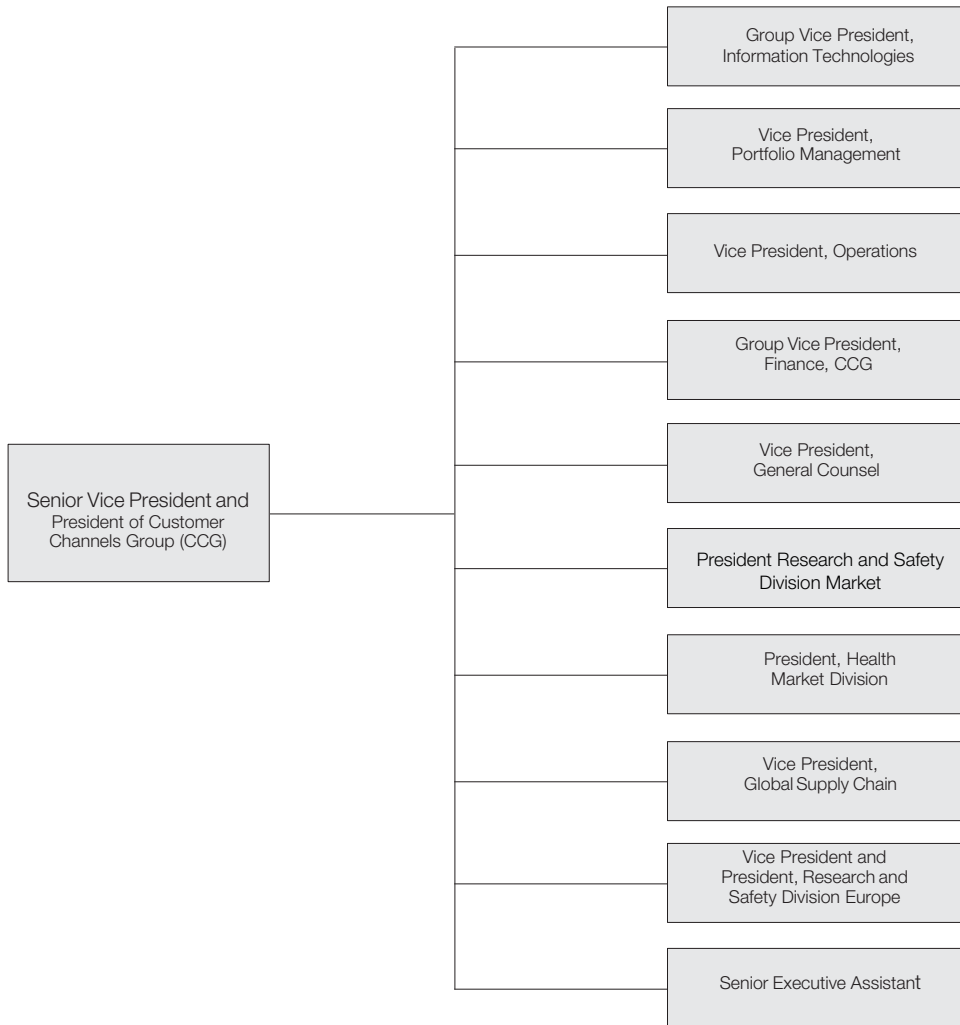 Group Vice President,
Information Technologies
Vice President,
Portfolio Management
Vice President, Operations
Group Vice President,
Finance, CCG
Vice President,
General Counsel
Senior Vice President and
President of Customer
Channels Group (CCG)
President Research and Safety
Division Market
President, Health
Market Division
Vice President,
Global Supply Chain
Vice President and
President, Research and
Safety Division Europe
Senior Executive Assistant